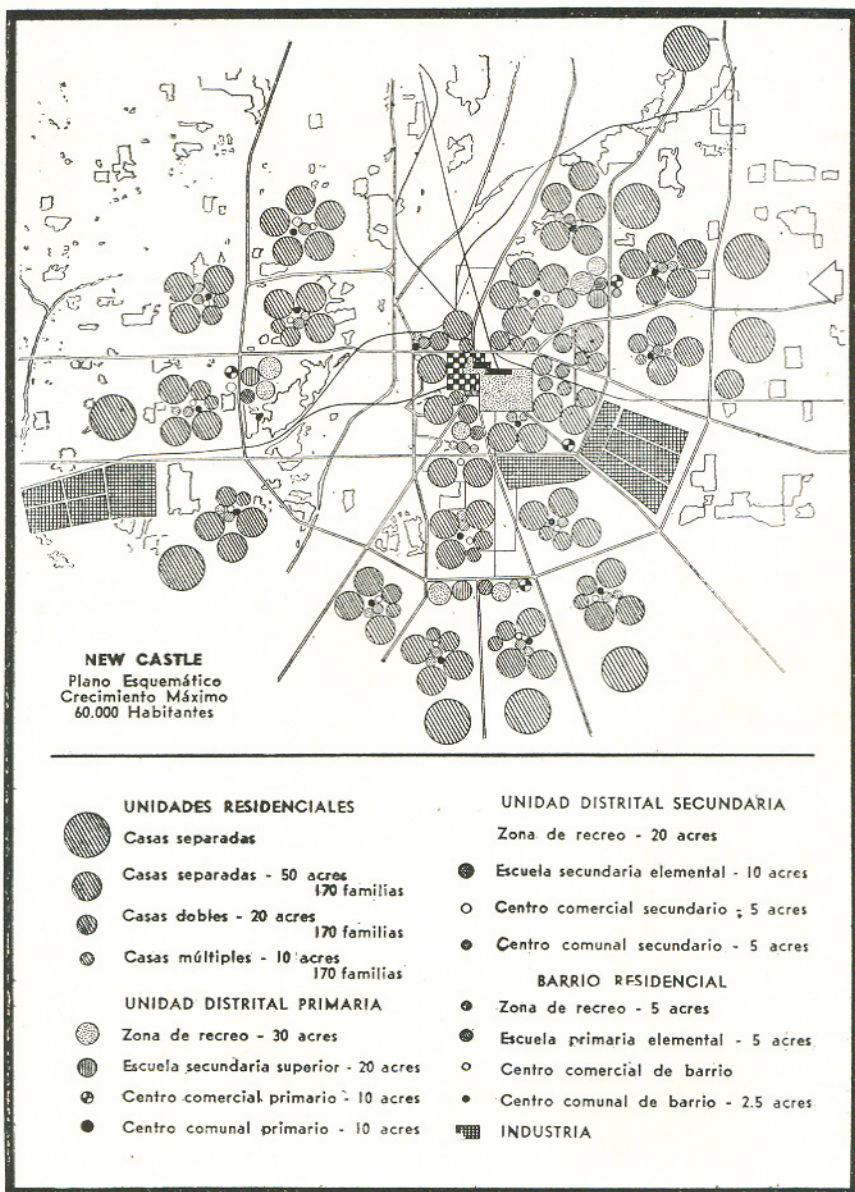 NEW CASTLE
Plano Esquemático
Crecimiento Máximo
60.000 Habitantes
UNIDADES RESIDENCIALES
Casas separadas
Casas separadas - 50 acres
170 familias
Casas dobles - 20 acres
170 familias
Casas múltiples - 10 acres
170 familias
UNIDAD DISTRITAL PRIMARIA
Zona de recreo - 30 acres
Escuela secundaria superior - 20 acres
Centro comercial primario - 10 acres
Centro comunal primario - 10 acres
UNIDAD DISTRITAL SECUNDARIA
Zona de recreo - 20 acres
Escuela secundaria elemental - 10 acres
Centro comercial secundario - 5 acres
Centro comunal secundario - 5 acres
BARRIO RESIDENCIAL
Zona de recreo - 5 acres
Escuela primaria elemental - 5 acres
Centro comercial de barrio
Centro comunal de barrio - 2.5 acres
INDUSTRIA